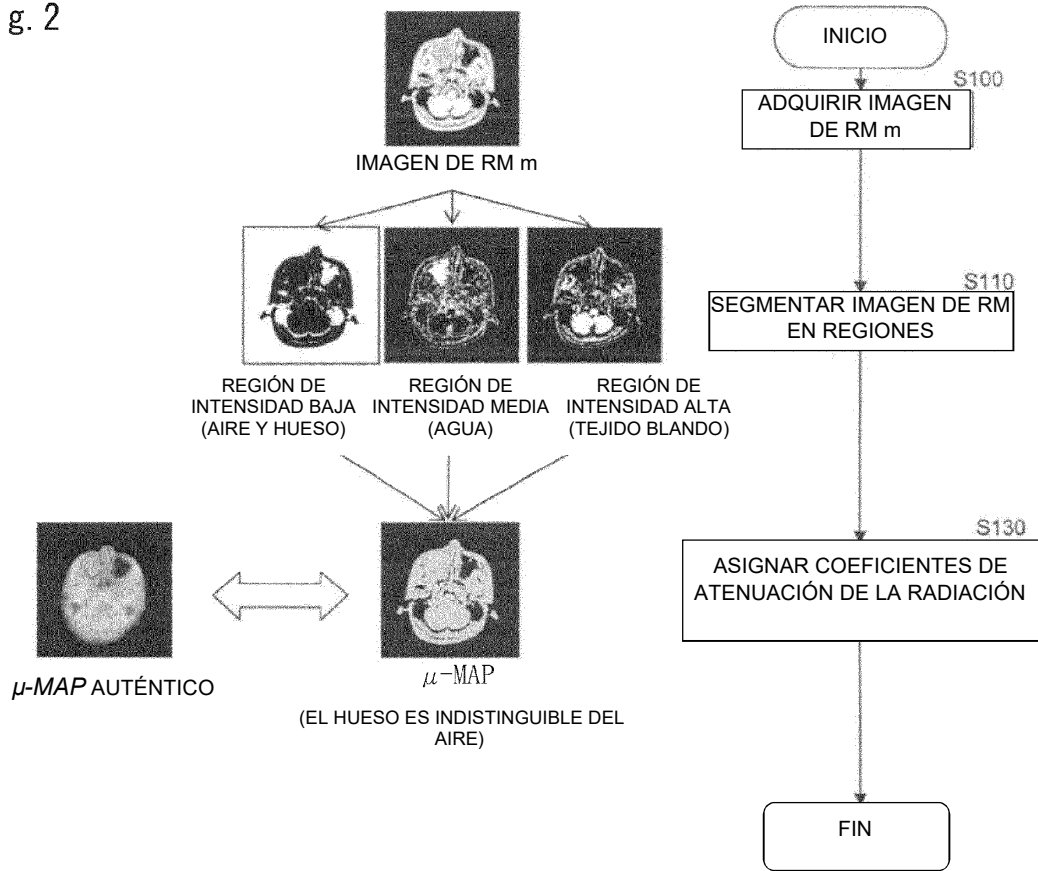 g. 2
IMAGEN DE RM m
REGIÓN DE
INTENSIDAD BAJA
(AIRE Y HUESO)
REGIÓN DE
INTENSIDAD MEDIA
(AGUA)
REGIÓN DE
INTENSIDAD ALTA
(TEJIDO BLANDO)
μ-MAP AUTÉNTICO
μ-MAP
(EL HUESO ES INDISTINGUIBLE DEL
AIRE)
INICIO
S100
ADQUIRIR IMAGEN
DE RM m
S110
SEGMENTAR IMAGEN DE RM
EN REGIONES
S130
ASIGNAR COEFICIENTES DE
ATENUACIÓN DE LA RADIACIÓN
FIN